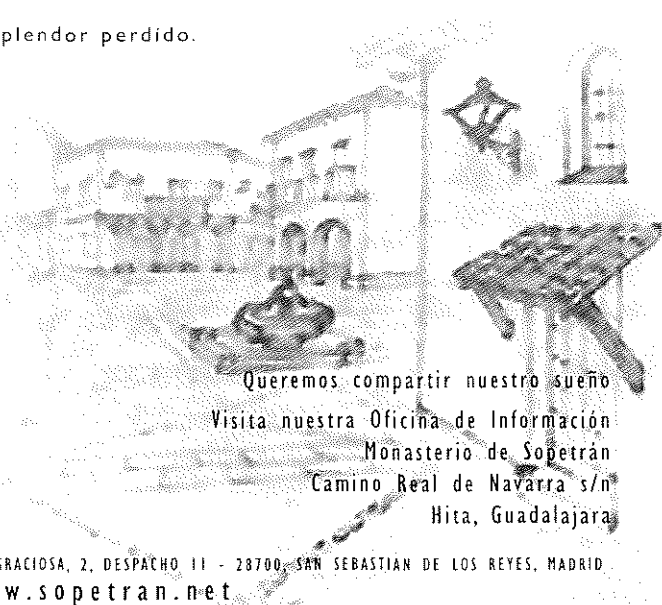 plendor perdido.
Queremos compartir nuestro sueño
Visita nuestra Oficina de Información
Monasterio de Sopetrán
Camino Real de Navarra s/n
Hita, Guadalajara
GRACIOSA, 2, DESPACHO 11 - 28700, SAN SEBASTIAN DE LOS REYES, MADRID
w.sopetran.net